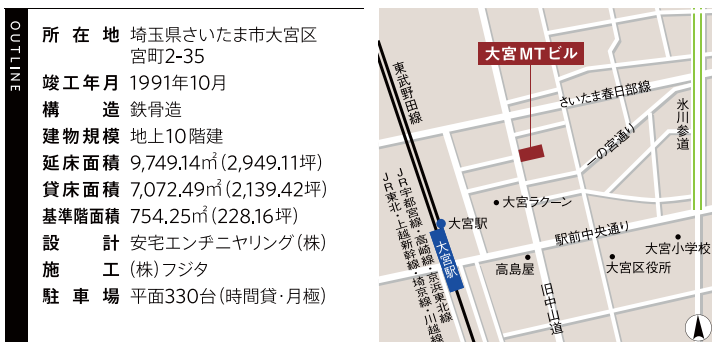 OUTLINE
所在地 埼玉県さいたま市大宮区
宮町2-35
竣工年月 1991年10月
構造 鉄骨造
建物規模 地上10階建
延床面積 9,749.14㎡(2,949.11坪)
貸床面積 7,072.49㎡(2,139.42坪)
基準階面積 754.25㎡(228.16坪)
設計 安宅エンヂニヤリング(株)
施工 (株)フジタ
駐車場 平面330台(時間貸・月極)
大宮MTビル
東武野田線
さいたま春日部線
氷川参道
一の宮通り
大宮ラクーン
大宮駅
大宮駅
駅前中央通り
大宮小学校
大宮区役所
高島屋
旧中山道
JR宇都宮線・高崎線・京浜東北線
JR東北・上越新幹線・埼京線・川越線